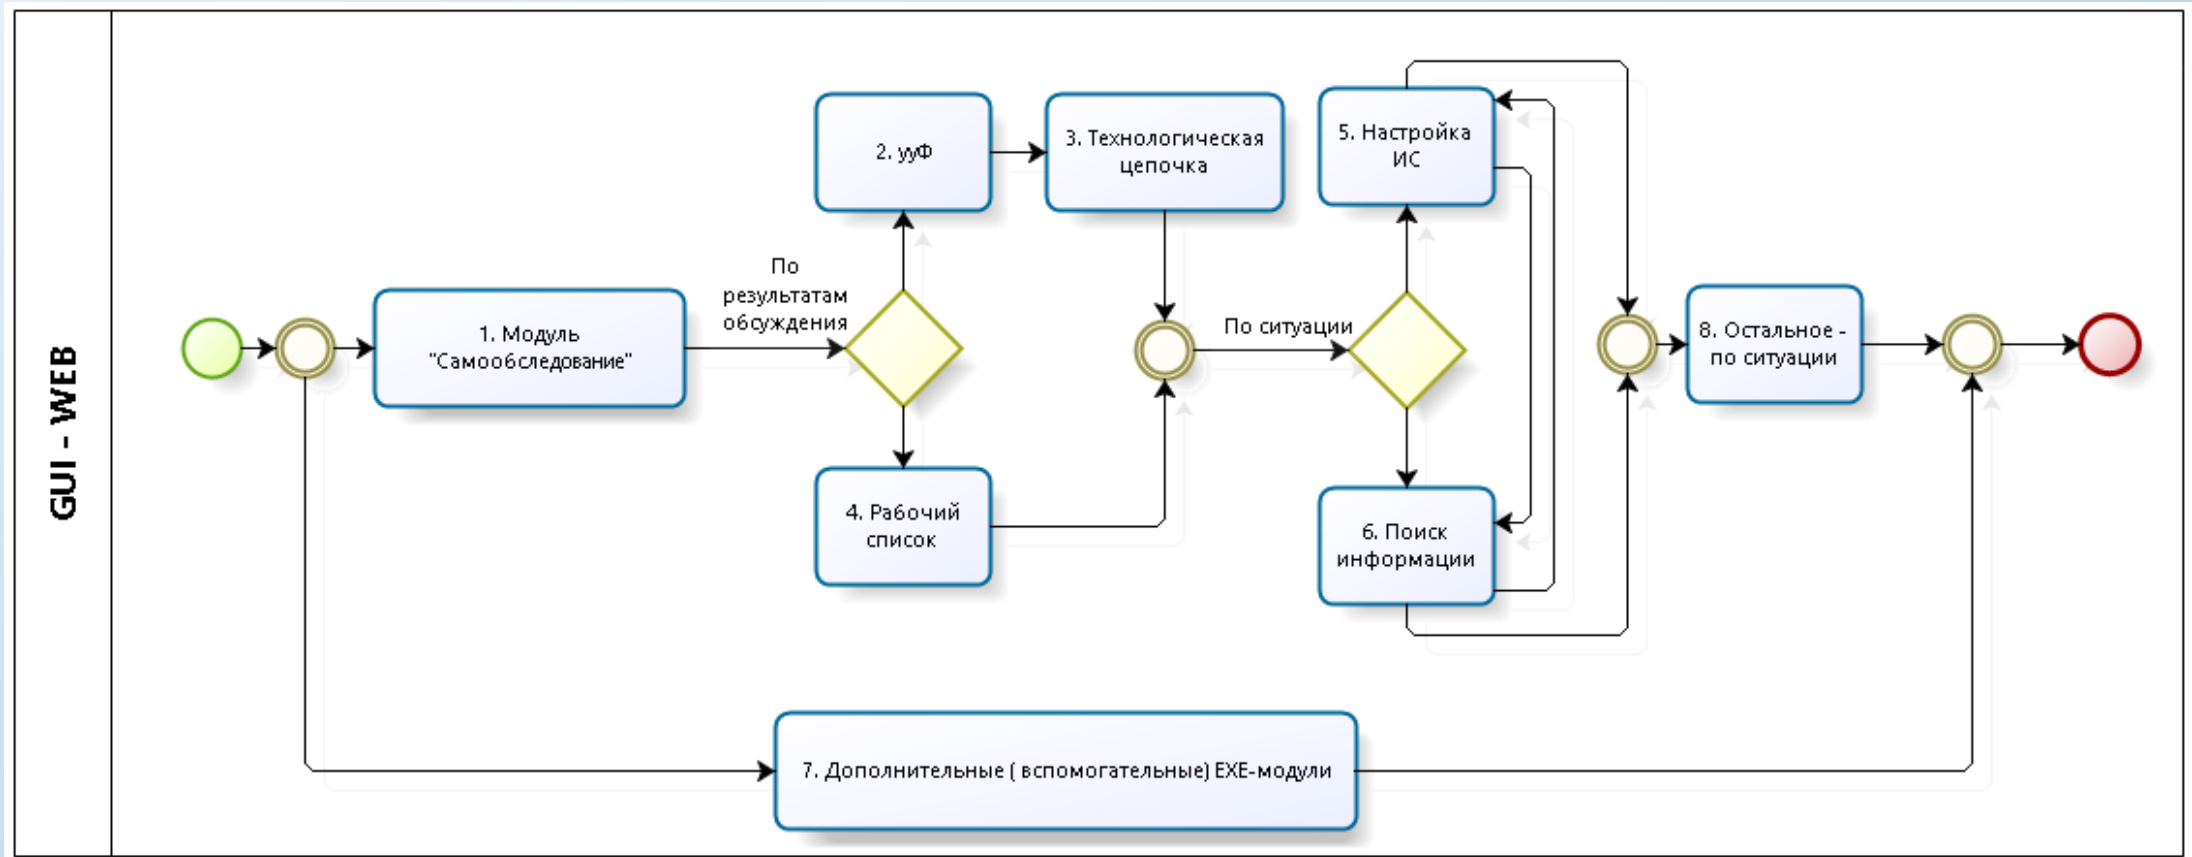 GUI - WEB
1. Модуль
"Самообследование"
По
результатам
обсуждения
2. ууФ
3. Технологическая
цепочка
4. Рабочий
список
По ситуации
5. Настройка
ИС
6. Поиск
информации
7. Дополнительные ( вспомогательные) EXE-модули
8. Остальное -
по ситуации